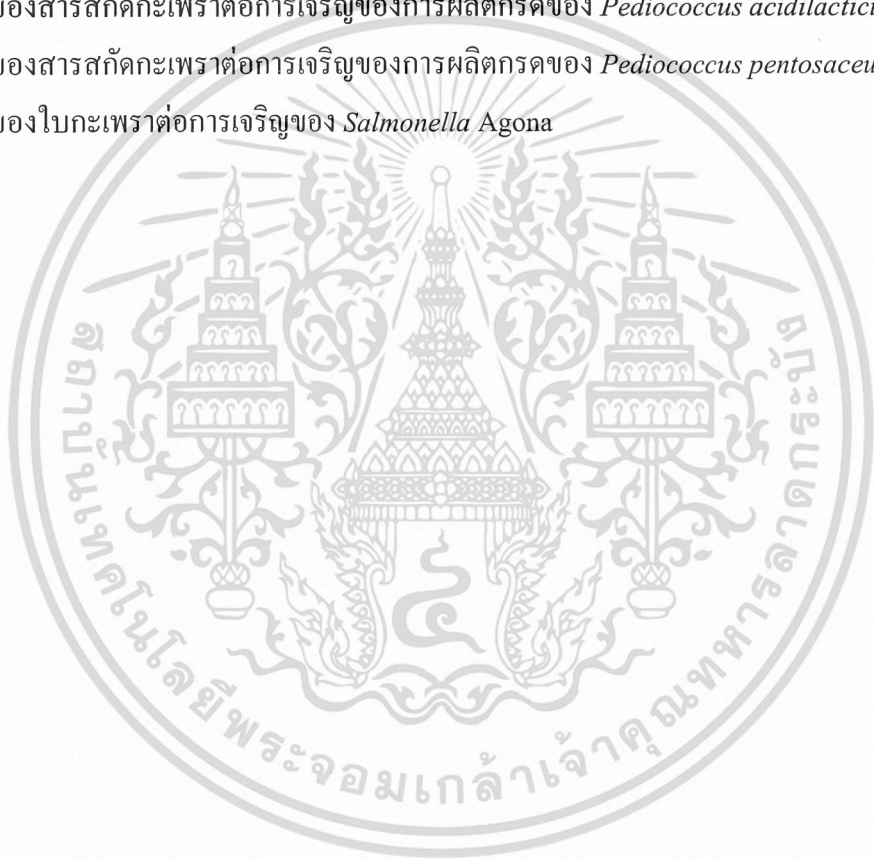 ของสารสกัดกะเพราต่อการเจริญของการผลิตกรดของ Pediococcus acidilactici
ของสารสกัดกะเพราต่อการเจริญของการผลิตกรดของ Pediococcus pentosaceu
ของใบกะเพราต่อการเจริญของ Salmonella Agona
สถาบันเทคโนโลยีพระจอมเกล้าเจ้าคุณทหารลาดกระบัง